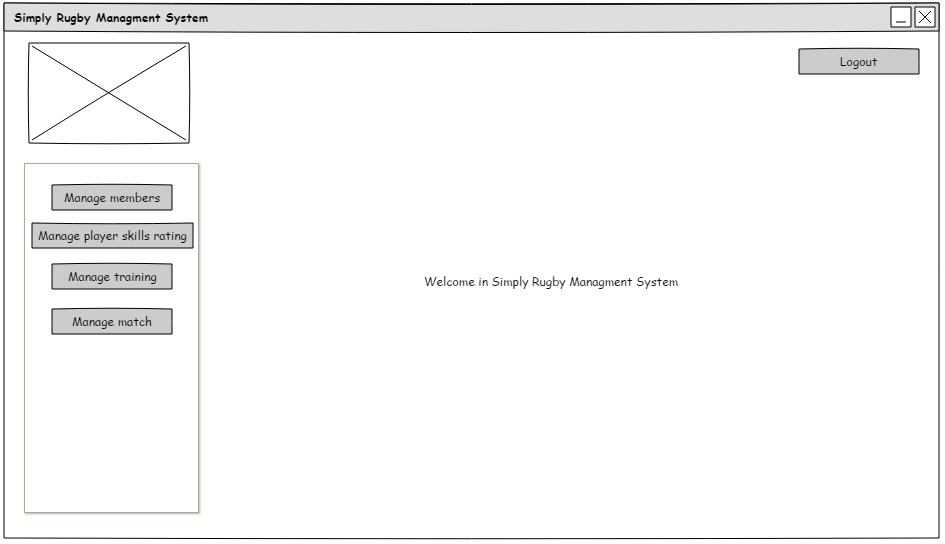 Simply Rugby Managment System
Logout
Manage members
Manage player skills rating
Manage training
Manage match
Welcome in Simply Rugby Managment System